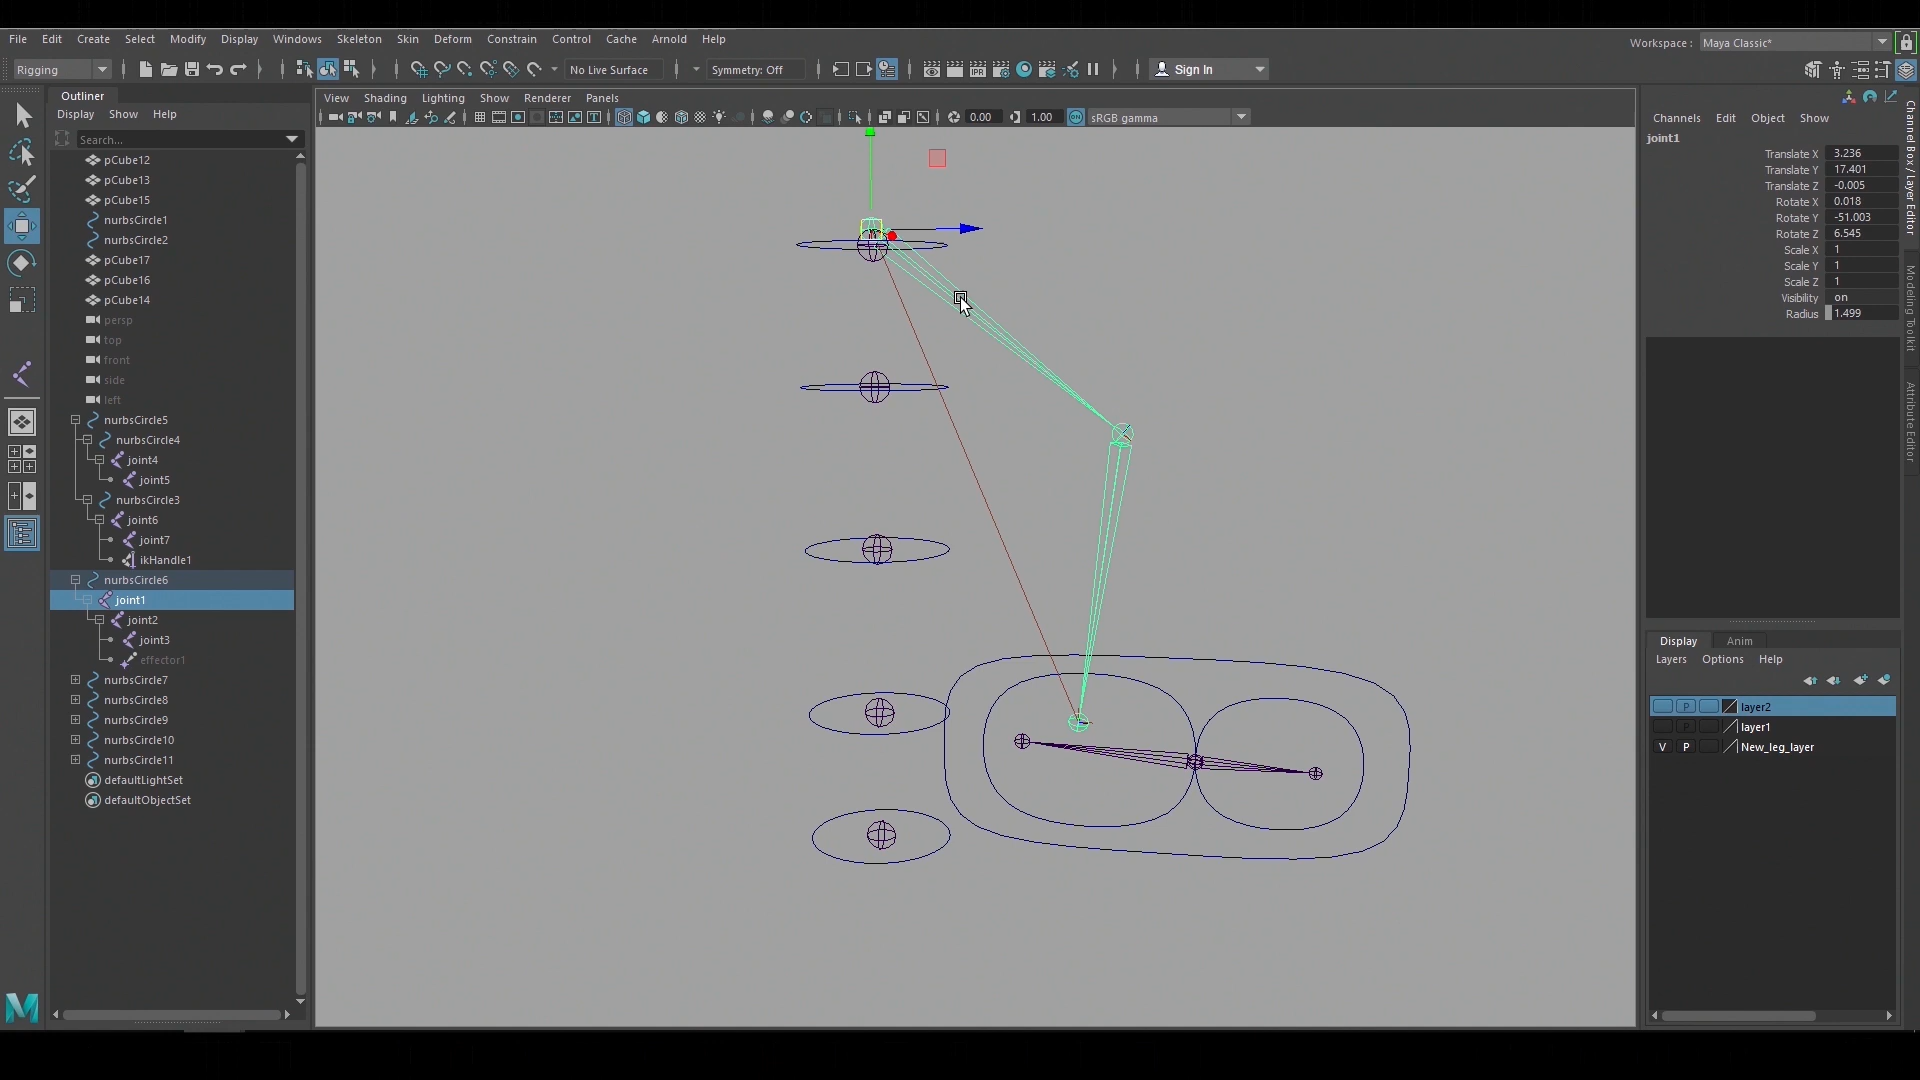 File Edit Create Select Modify Display Windows Skeleton Skin Deform Constrain Control Cache Arnold Help
Workspace : Maya Classic*
Rigging No Live Surface Symmetry: Off IPR Sign In
Outliner
Display Show Help
Search...
pCube12
pCube13
pCube15
nurbsCircle1
nurbsCircle2
pCube17
pCube16
pCube14
persp
top
front
side
left
nurbsCircle5
nurbsCircle4
joint4
joint5
nurbsCircle3
joint6
joint7
ikHandle1
nurbsCircle6
joint1
joint2
joint3
effector1
nurbsCircle7
nurbsCircle8
nurbsCircle9
nurbsCircle10
nurbsCircle11
defaultLightSet
defaultObjectSet
View Shading Lighting Show Renderer Panels
0.00 1.00 ON sRGB gamma
Channels Edit Object Show
joint1
Translate X 3.236
Translate Y 17.401
Translate Z -0.005
Rotate X 0.018
Rotate Y -51.003
Rotate Z 6.545
Scale X 1
Scale Y 1
Scale Z 1
Visibility on
Radius 1.499
Display Anim
Layers Options Help
P layer2
P layer1
V P New_leg_layer
Channel Box / Layer Editor
Modeling Toolkit
Attribute Editor